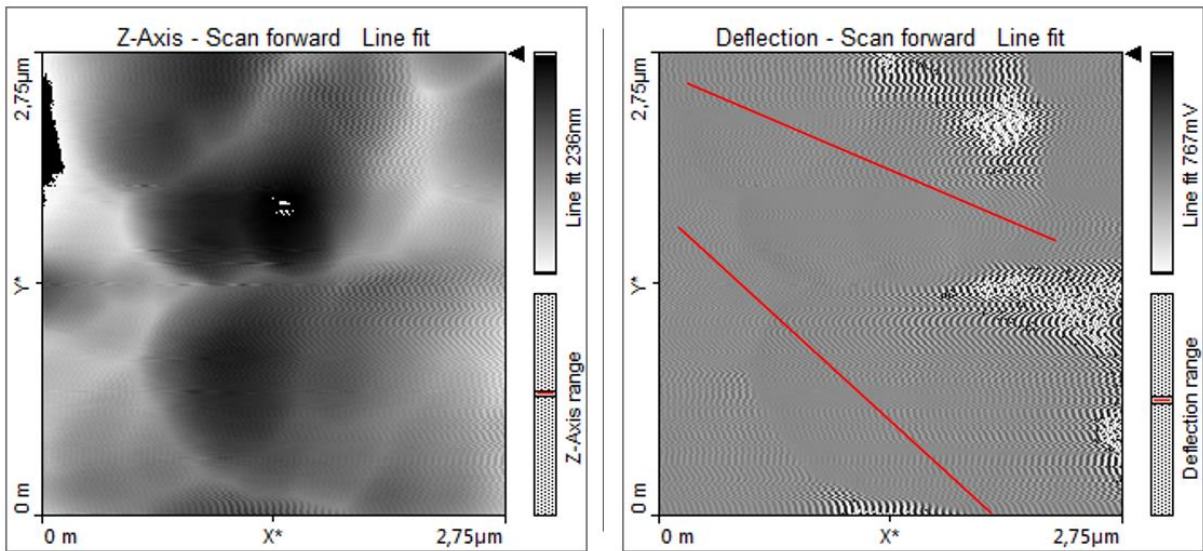 Z-Axis - Scan forward Line fit
2,75µm
Y*
0 m
0 m
X*
2,75µm
Line fit 236nm
Z-Axis range
Deflection - Scan forward Line fit
2,75µm
Y*
0 m
0 m
X*
2,75µm
Line fit 767mV
Deflection range